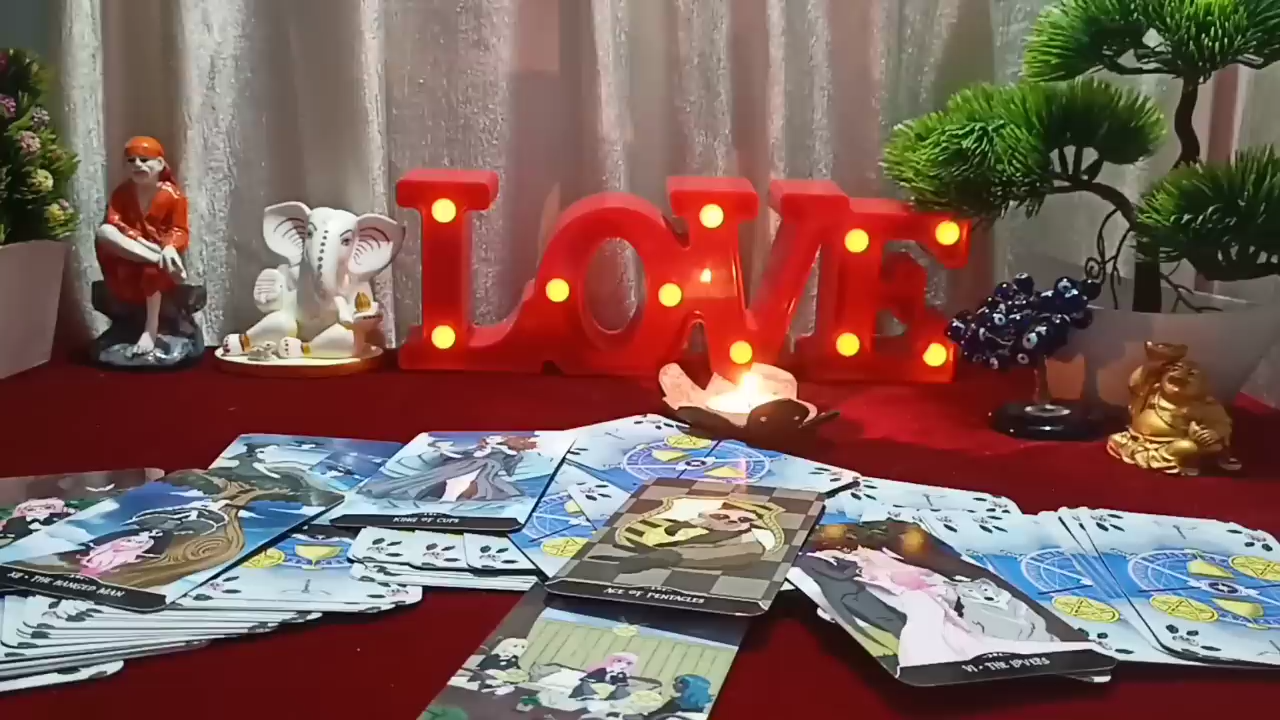 LOVE
KING OF CUPS
XII • THE HANGED MAN
ACE OF PENTACLES
VI • THE LOVERS